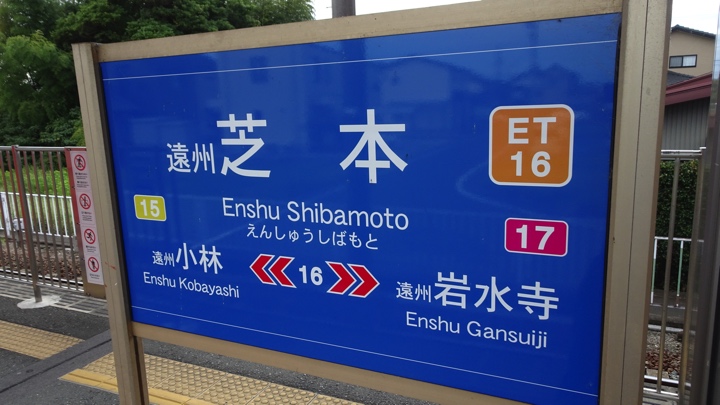 遠州芝本
ET
16
Enshu Shibamoto
えんしゅうしばもと
15
17
遠州小林
16
遠州岩水寺
Enshu Kobayashi
Enshu Gansuiji